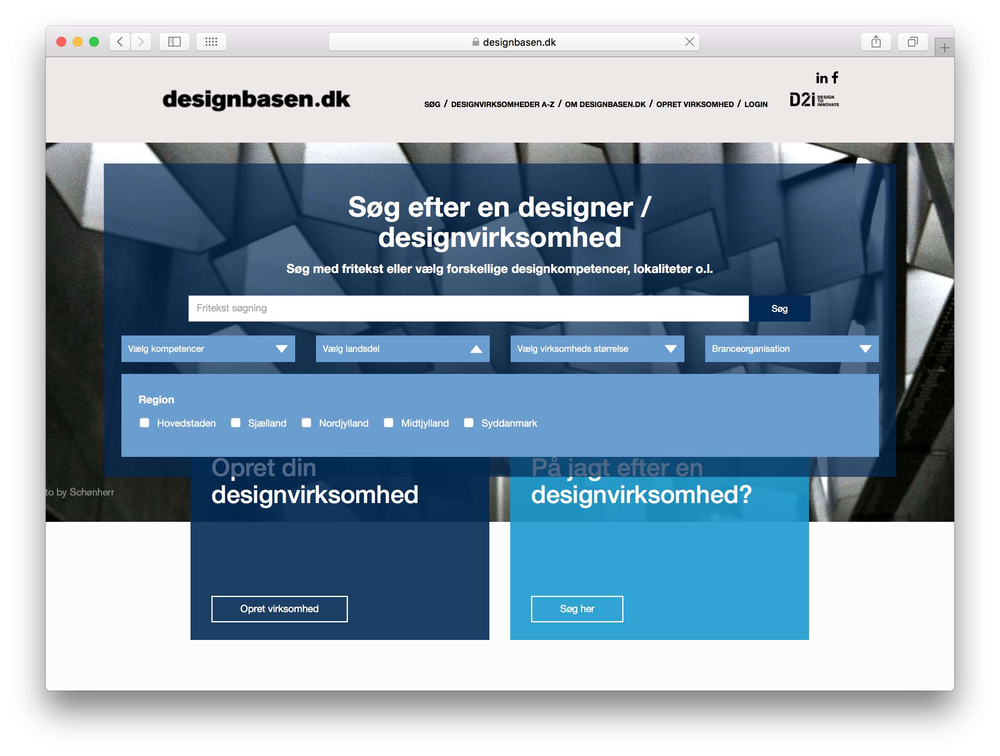 designbasen.dk
in f
designbasen.dk
SØG / DESIGNVIRKSOMHEDER A-Z / OM DESIGNBASEN.DK / OPRET VIRKSOMHED / LOGIN
D2i DESIGN
TO
INNOVATE
Søg efter en designer /
designvirksomhed
Søg med fritekst eller vælg forskellige designkompetencer, lokaliteter o.l.
Fritekst søgning
Søg
Vælg kompetencer
Vælg landsdel
Vælg virksomheds størrelse
Branceorganisation
Region
Hovedstaden
Sjælland
Nordjylland
Midtjylland
Syddanmark
to by Schønherr
Opret din
designvirksomhed
Opret virksomhed
På jagt efter en
designvirksomhed?
Søg her